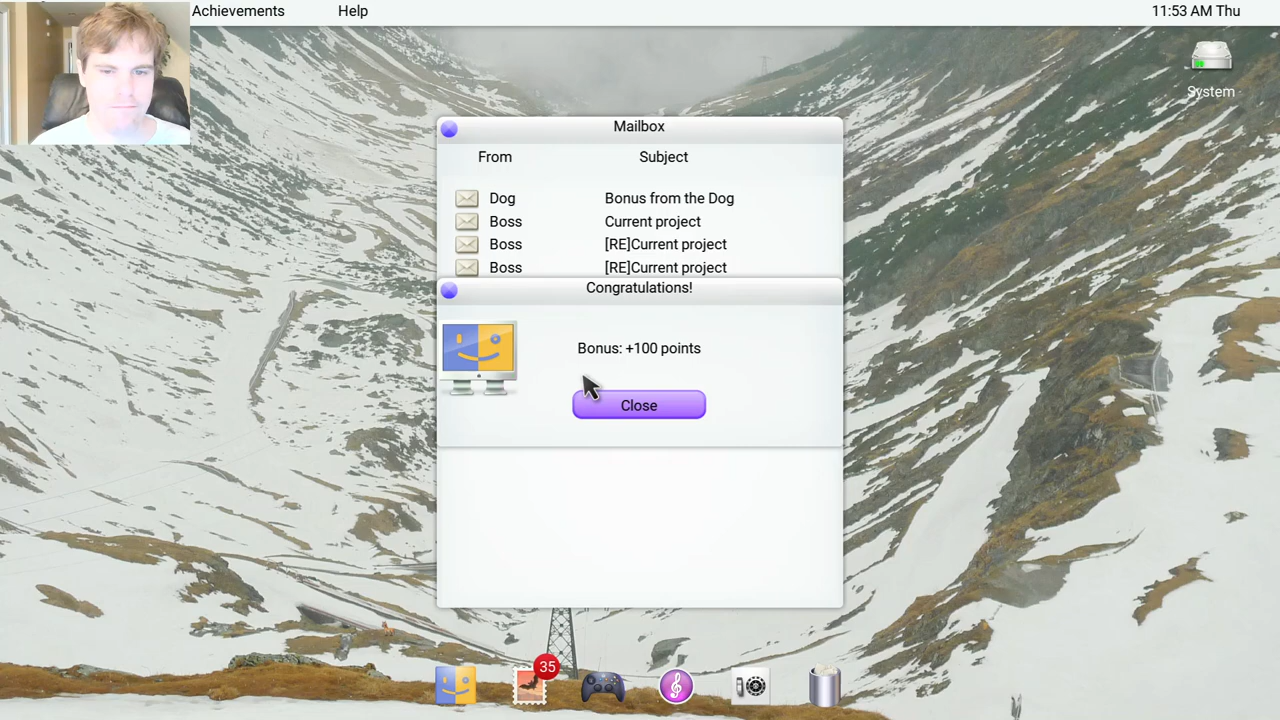 Achievements Help 11:53 AM Thu
System
Mailbox
From Subject
Dog Bonus from the Dog
Boss Current project
Boss [RE]Current project
Boss [RE]Current project
Congratulations!
Bonus: +100 points
Close
35